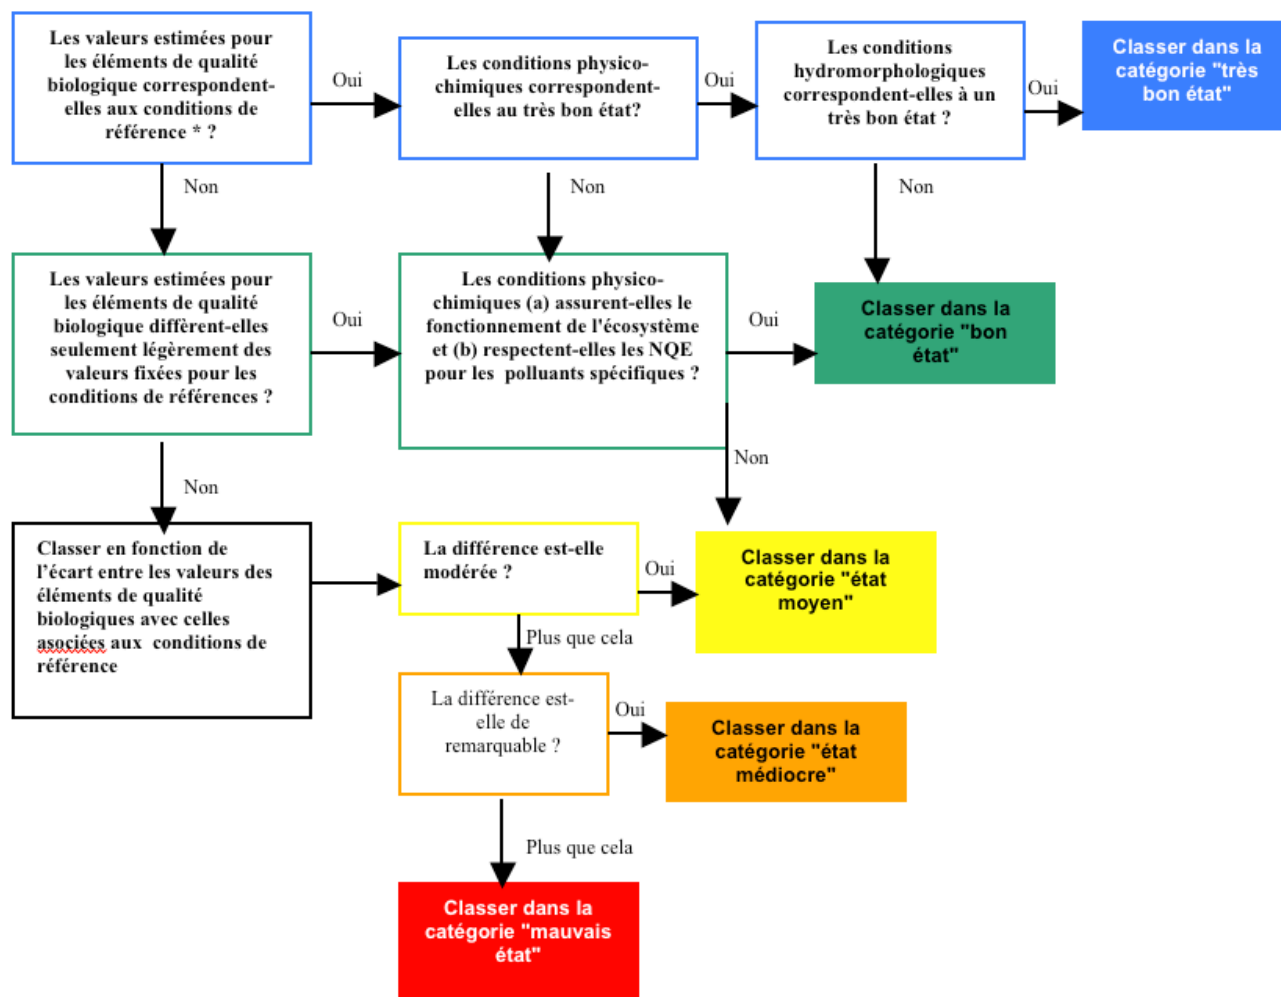 Les valeurs estimées pour
les éléments de qualité
biologique correspondent-
elles aux conditions de
référence * ?
Oui
Les conditions physico-
chimiques correspondent-
elles au très bon état?
Oui
Les conditions
hydromorphologiques
correspondent-elles à un
très bon état ?
Oui
Classer dans la
catégorie "très
bon état"
Non
Non
Non
Les valeurs estimées pour
les éléments de qualité
biologique diffèrent-elles
seulement légèrement des
valeurs fixées pour les
conditions de références ?
Oui
Les conditions physico-
chimiques (a) assurent-elles le
fonctionnement de l'écosystème
et (b) respectent-elles les NQE
pour les polluants spécifiques ?
Oui
Classer dans la
catégorie "bon
état"
Non
Non
Classer en fonction de
l'écart entre les valeurs des
éléments de qualité
biologiques avec celles
asociées aux conditions de
référence
La différence est-elle
modérée ?
Oui
Classer dans la
catégorie "état
moyen"
Plus que cela
La différence est-
elle de
remarquable ?
Oui
Classer dans la
catégorie "état
médiocre"
Plus que cela
Classer dans la
catégorie "mauvais
état"